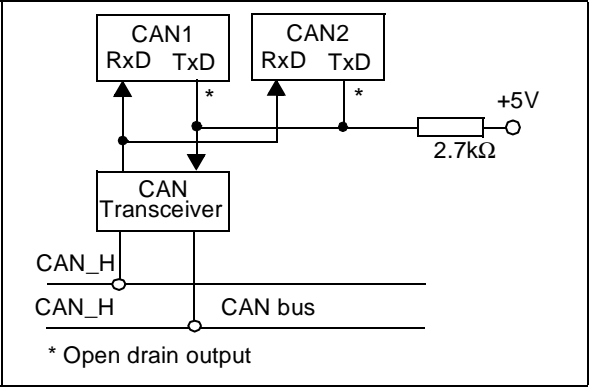 CAN1
RxD TxD
*
CAN2
RxD TxD
*
+5V
2.7kΩ
CAN
Transceiver
CAN_H
CAN_H
CAN bus
* Open drain output